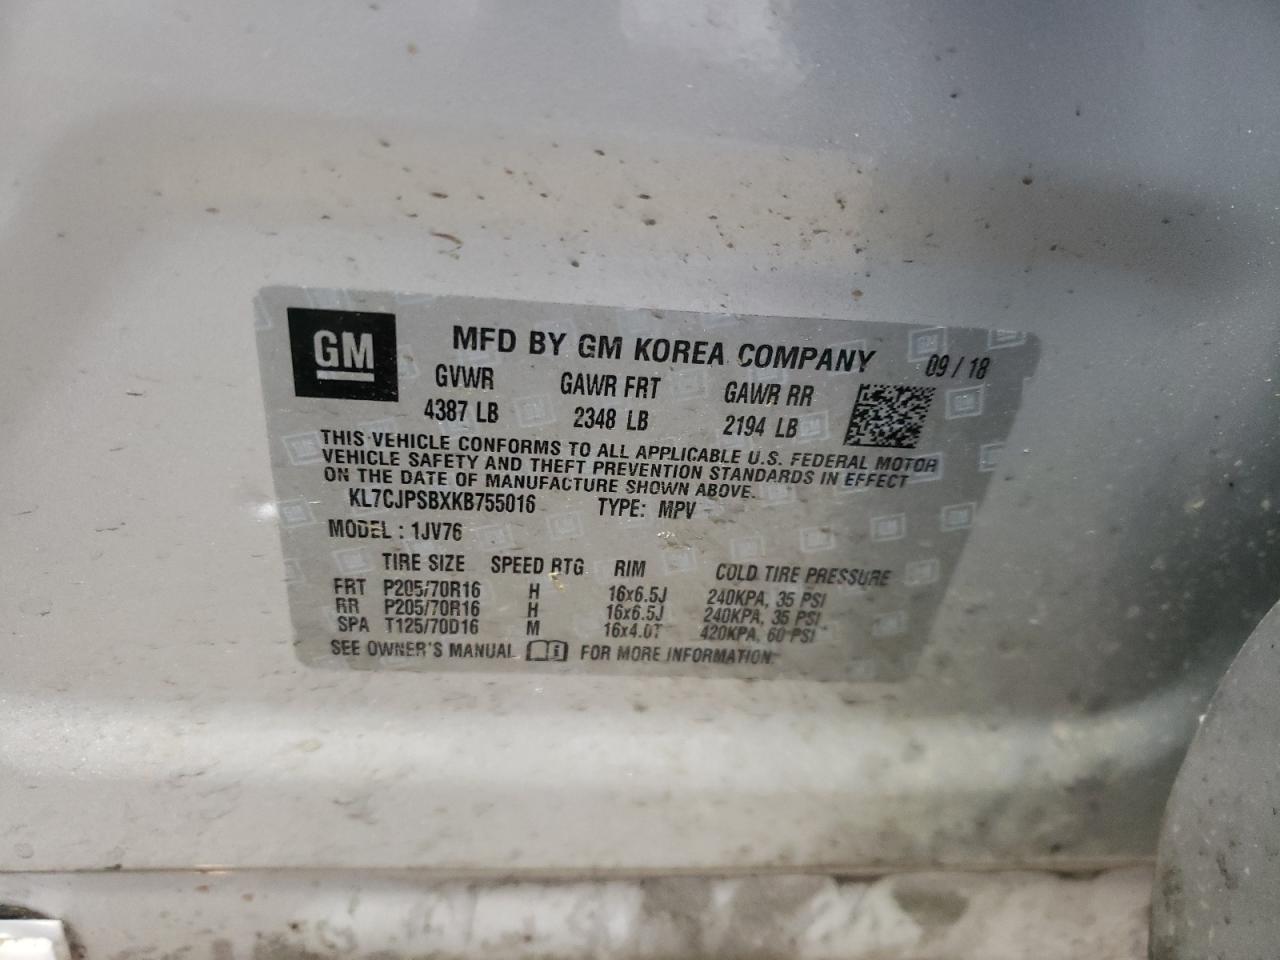 GM
MFD BY GM KOREA COMPANY 09 / 18
GVWR GAWR FRT GAWR RR
4387 LB 2348 LB 2194 LB
THIS VEHICLE CONFORMS TO ALL APPLICABLE U.S. FEDERAL MOTOR
VEHICLE SAFETY AND THEFT PREVENTION STANDARDS IN EFFECT
ON THE DATE OF MANUFACTURE SHOWN ABOVE.
KL7CJPSBXKB755016 TYPE: MPV
MODEL : 1JV76
TIRE SIZE SPEED RTG RIM COLD TIRE PRESSURE
FRT P205/70R16 H 16x6.5J 240KPA, 35 PSI
RR P205/70R16 H 16x6.5J 240KPA, 35 PSI
SPA T125/70D16 M 16x4.0T 420KPA, 60 PSI
SEE OWNER'S MANUAL FOR MORE INFORMATION.